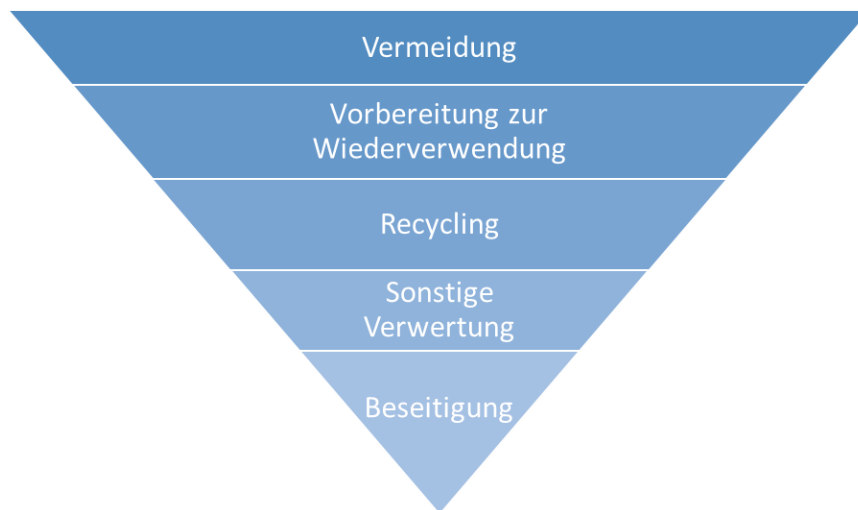 Vermeidung
Vorbereitung zur
Wiederverwendung
Recycling
Sonstige
Verwertung
Beseitigung